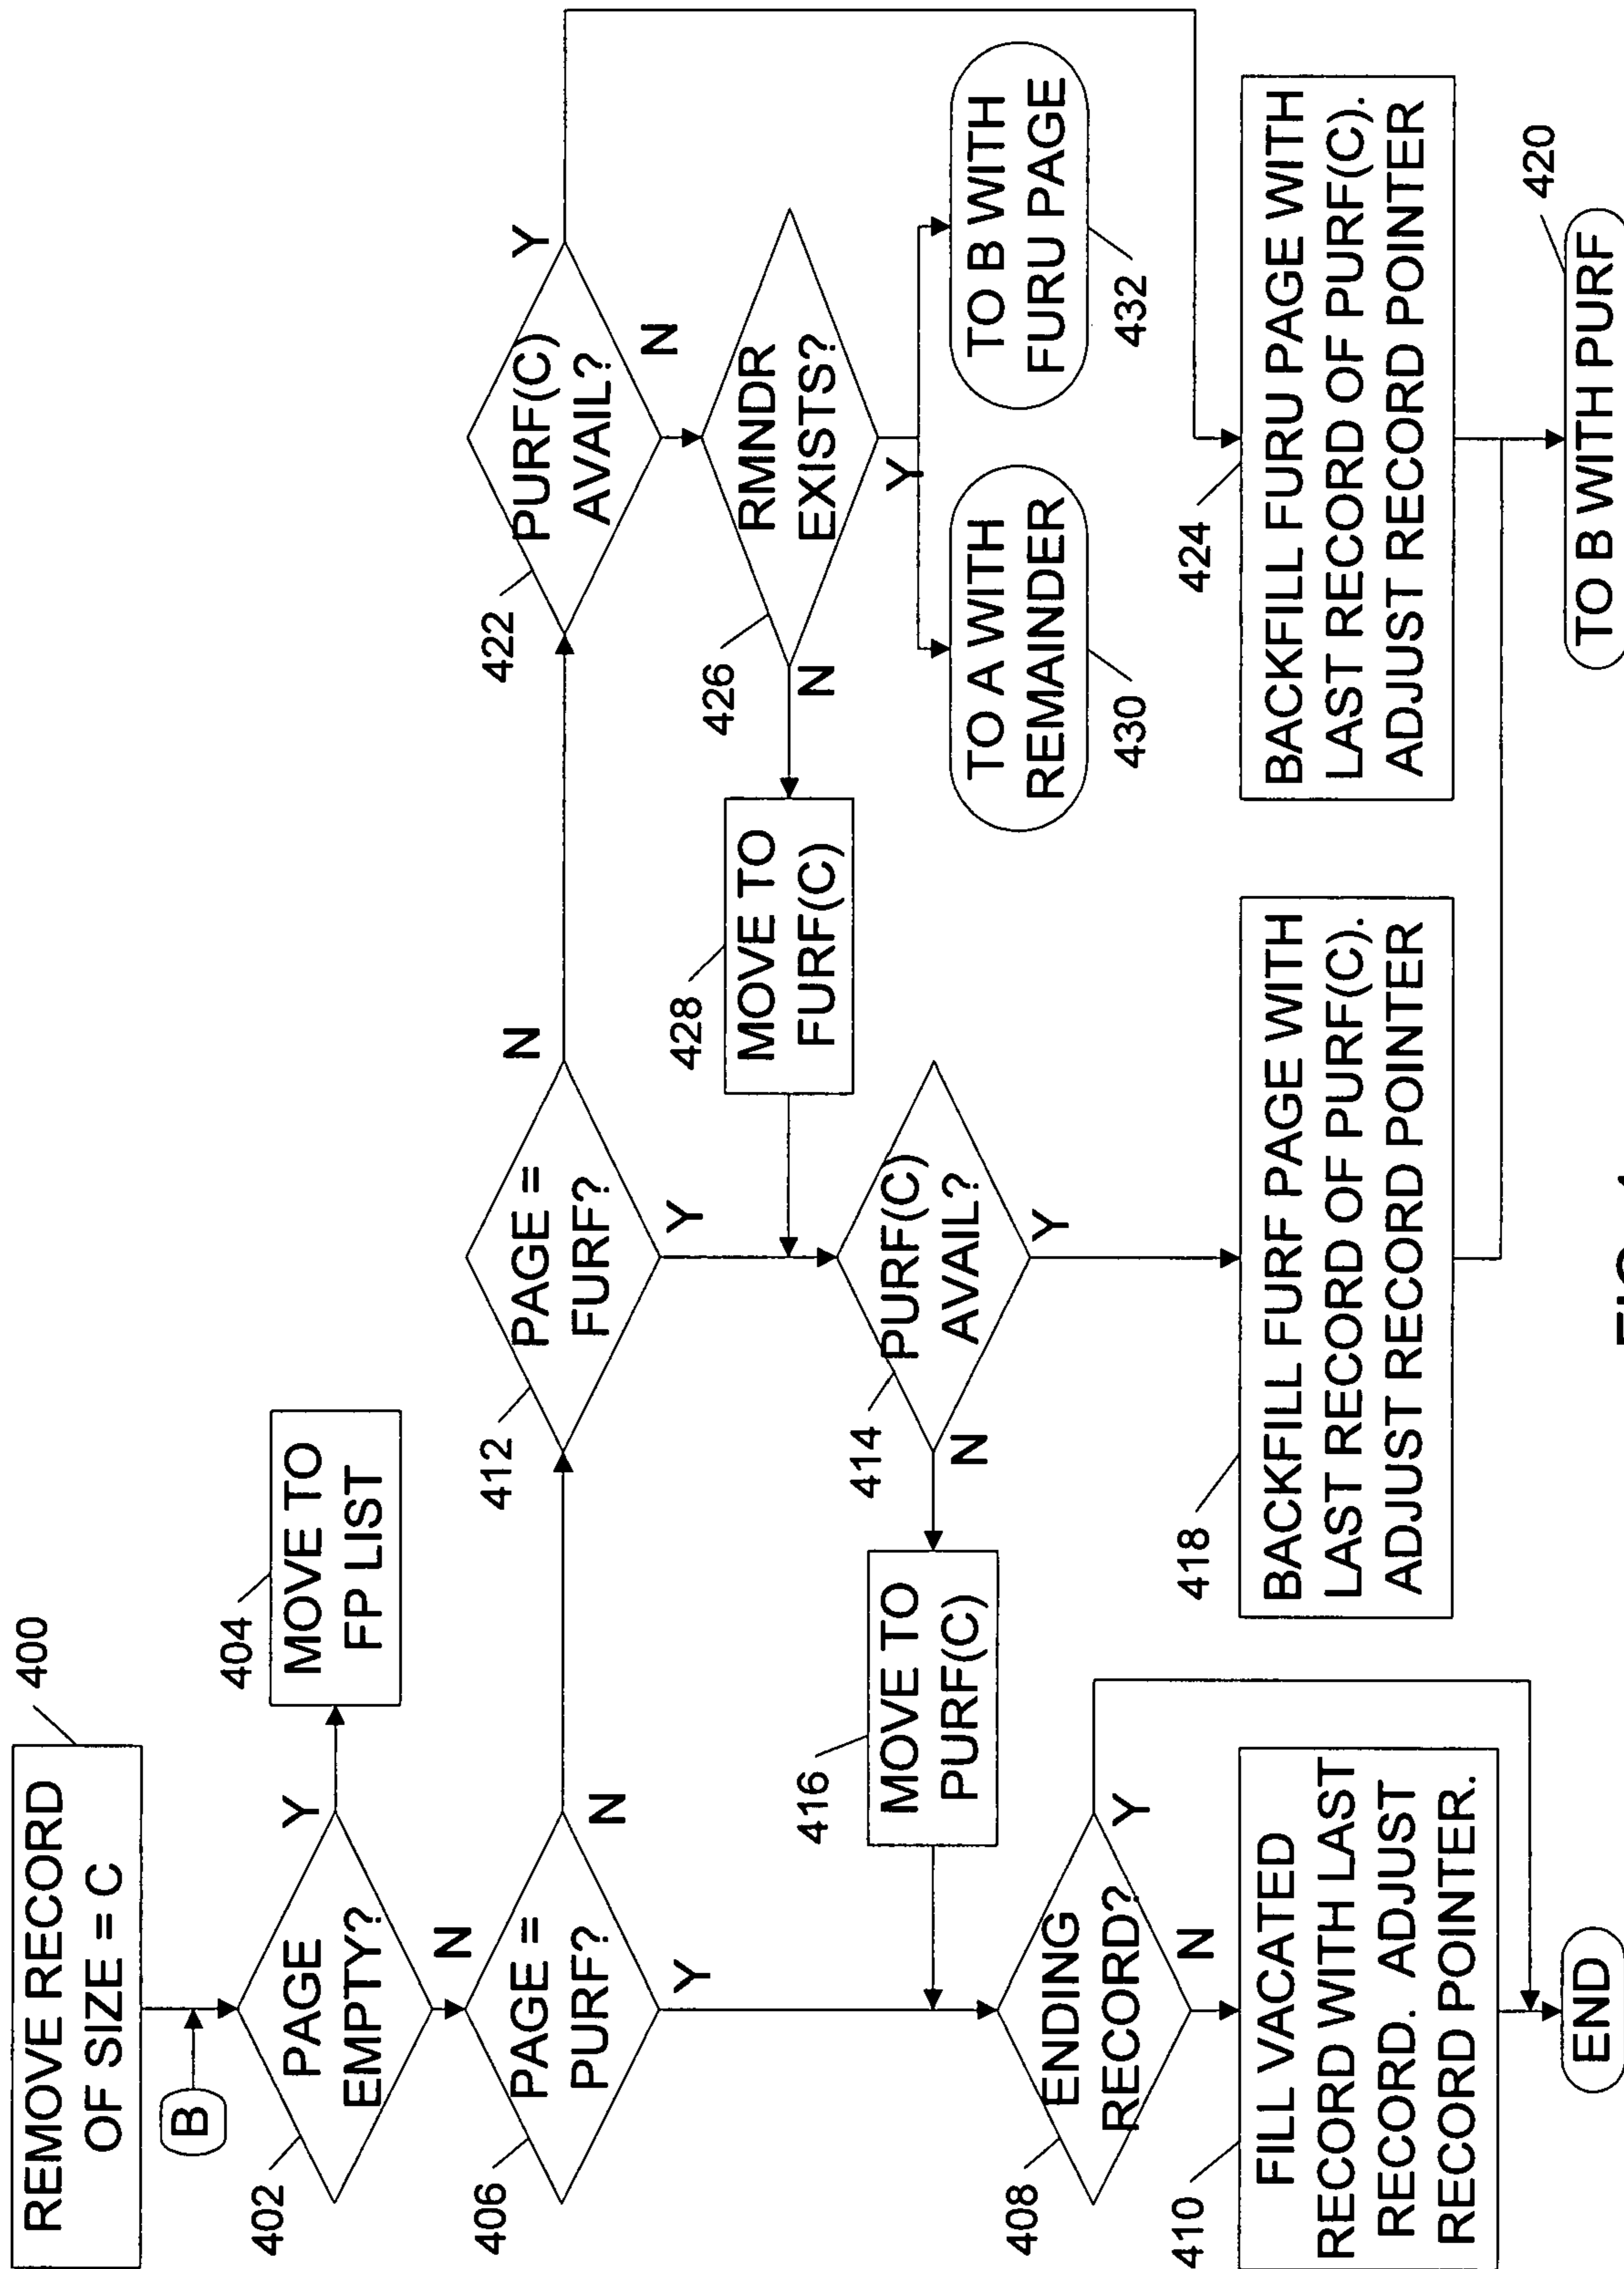 400
REMOVE RECORD
OF SIZE = C
B
402
PAGE
EMPTY?
Y
N
404
MOVE TO
FP LIST
406
PAGE =
PURF?
N
Y
412
PAGE =
FURF?
N
Y
422
PURF(C)
AVAIL?
Y
N
426
RMNDR
EXISTS?
N
Y
428
MOVE TO
FURF(C)
414
PURF(C)
AVAIL?
N
Y
416
MOVE TO
PURF(C)
TO A WITH
REMAINDER
430
TO B WITH
FURU PAGE
432
408
ENDING
RECORD?
Y
N
410
FILL VACATED
RECORD WITH LAST
RECORD. ADJUST
RECORD POINTER.
418
BACKFILL FURF PAGE WITH
LAST RECORD OF PURF(C).
ADJUST RECORD POINTER
424
BACKFILL FURU PAGE WITH
LAST RECORD OF PURF(C).
ADJUST RECORD POINTER
420
END
TO B WITH PURF